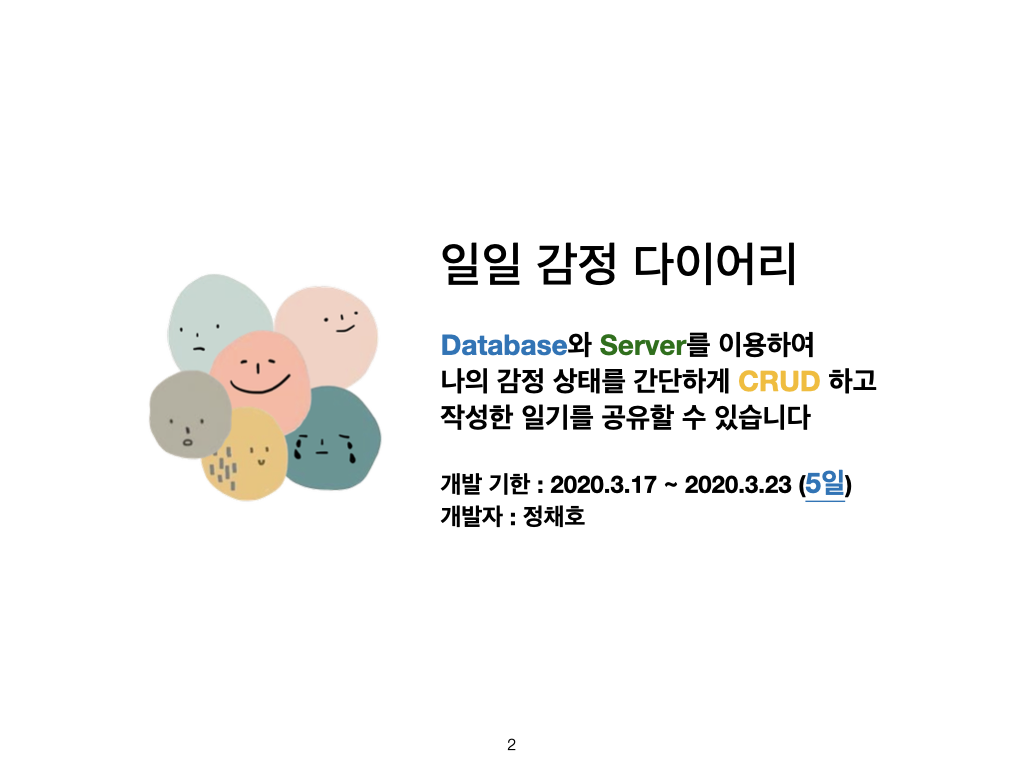 일일 감정 다이어리
Database와 Server를 이용하여
나의 감정 상태를 간단하게 CRUD 하고
작성한 일기를 공유할 수 있습니다
개발 기한 : 2020.3.17 ~ 2020.3.23 (5일)
개발자 : 정채호
2